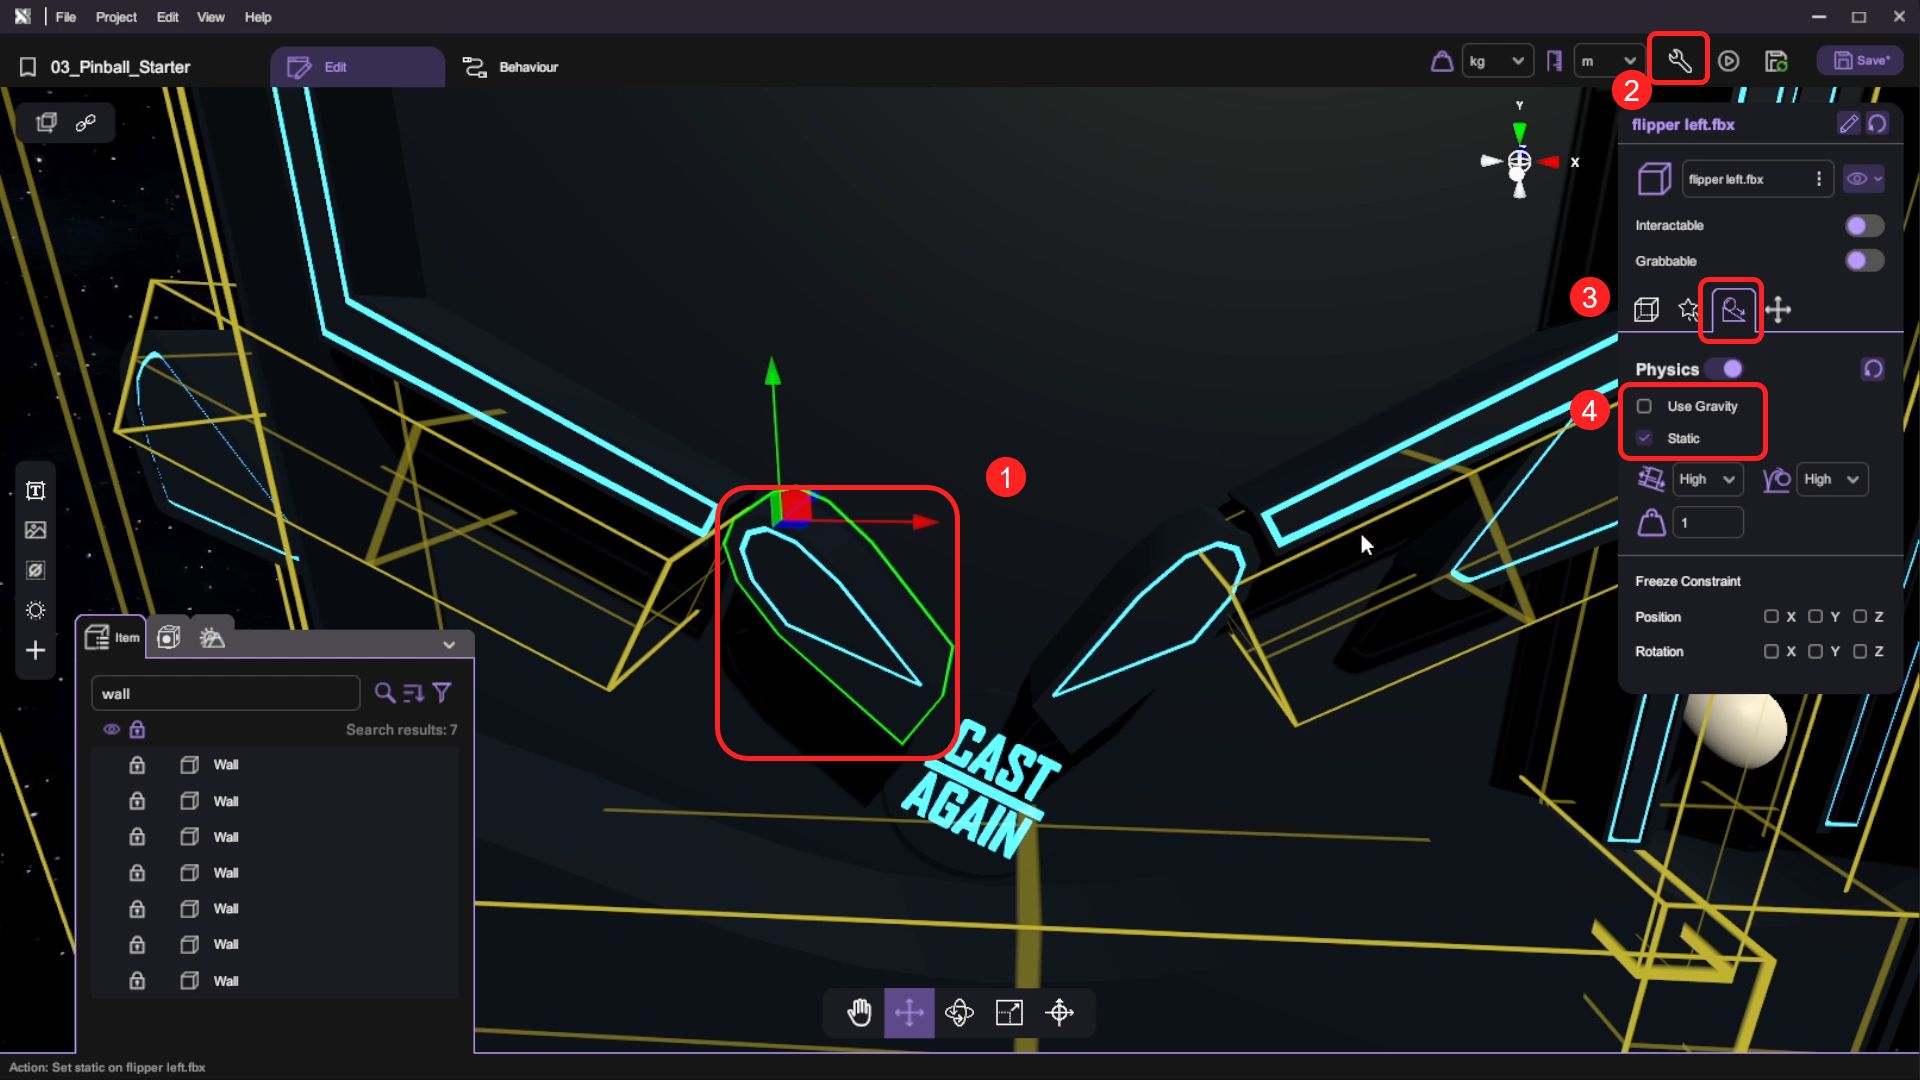 File Project Edit View Help
03_Pinball_Starter
Edit
Behaviour
kg
m
Save*
2
Y
X
flipper left.fbx
flipper left.fbx
Interactable
Grabbable
3
Physics
4
Use Gravity
Static
1
High
High
1
Freeze Constraint
Position X Y Z
Rotation X Y Z
T
Item
wall
Search results: 7
Wall
Wall
Wall
Wall
Wall
Wall
Wall
CAST
AGAIN
Action: Set static on flipper left.fbx